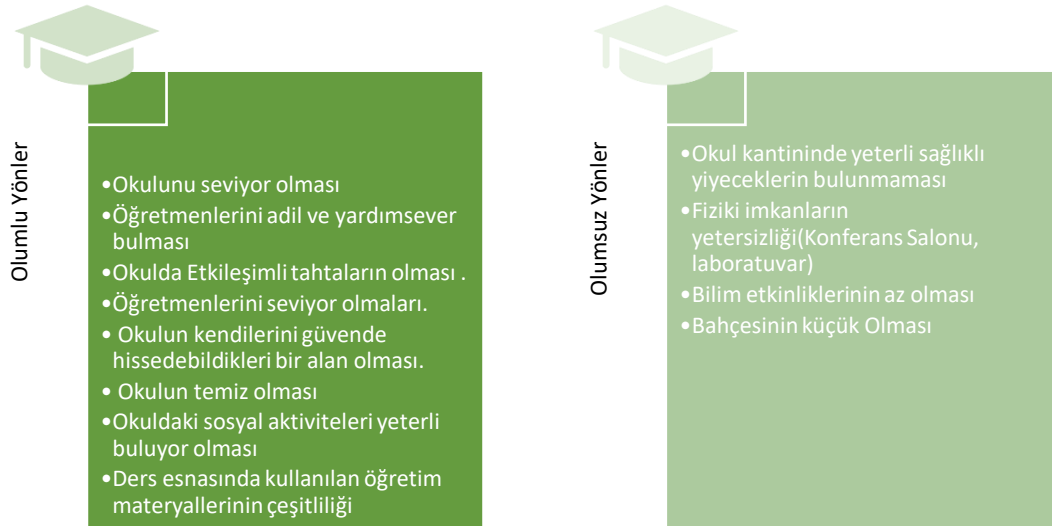 Olumlu Yönler
•Okulunu seviyor olması
•Öğretmenlerini adil ve yardımsever
bulması
•Okulda Etkileşimli tahtaların olması .
•Öğretmenlerini seviyor olmaları.
• Okulun kendilerini güvende
hissedebildikleri bir alan olması.
• Okulun temiz olması
•Okuldaki sosyal aktiviteleri yeterli
buluyor olması
•Ders esnasında kullanılan öğretim
materyallerinin çeşitliliği
Olumsuz Yönler
•Okul kantininde yeterli sağlıklı
yiyeceklerin bulunmaması
•Fiziki imkanların
yetersizliği(Konferans Salonu,
laboratuvar)
•Bilim etkinliklerinin az olması
•Bahçesinin küçük Olması